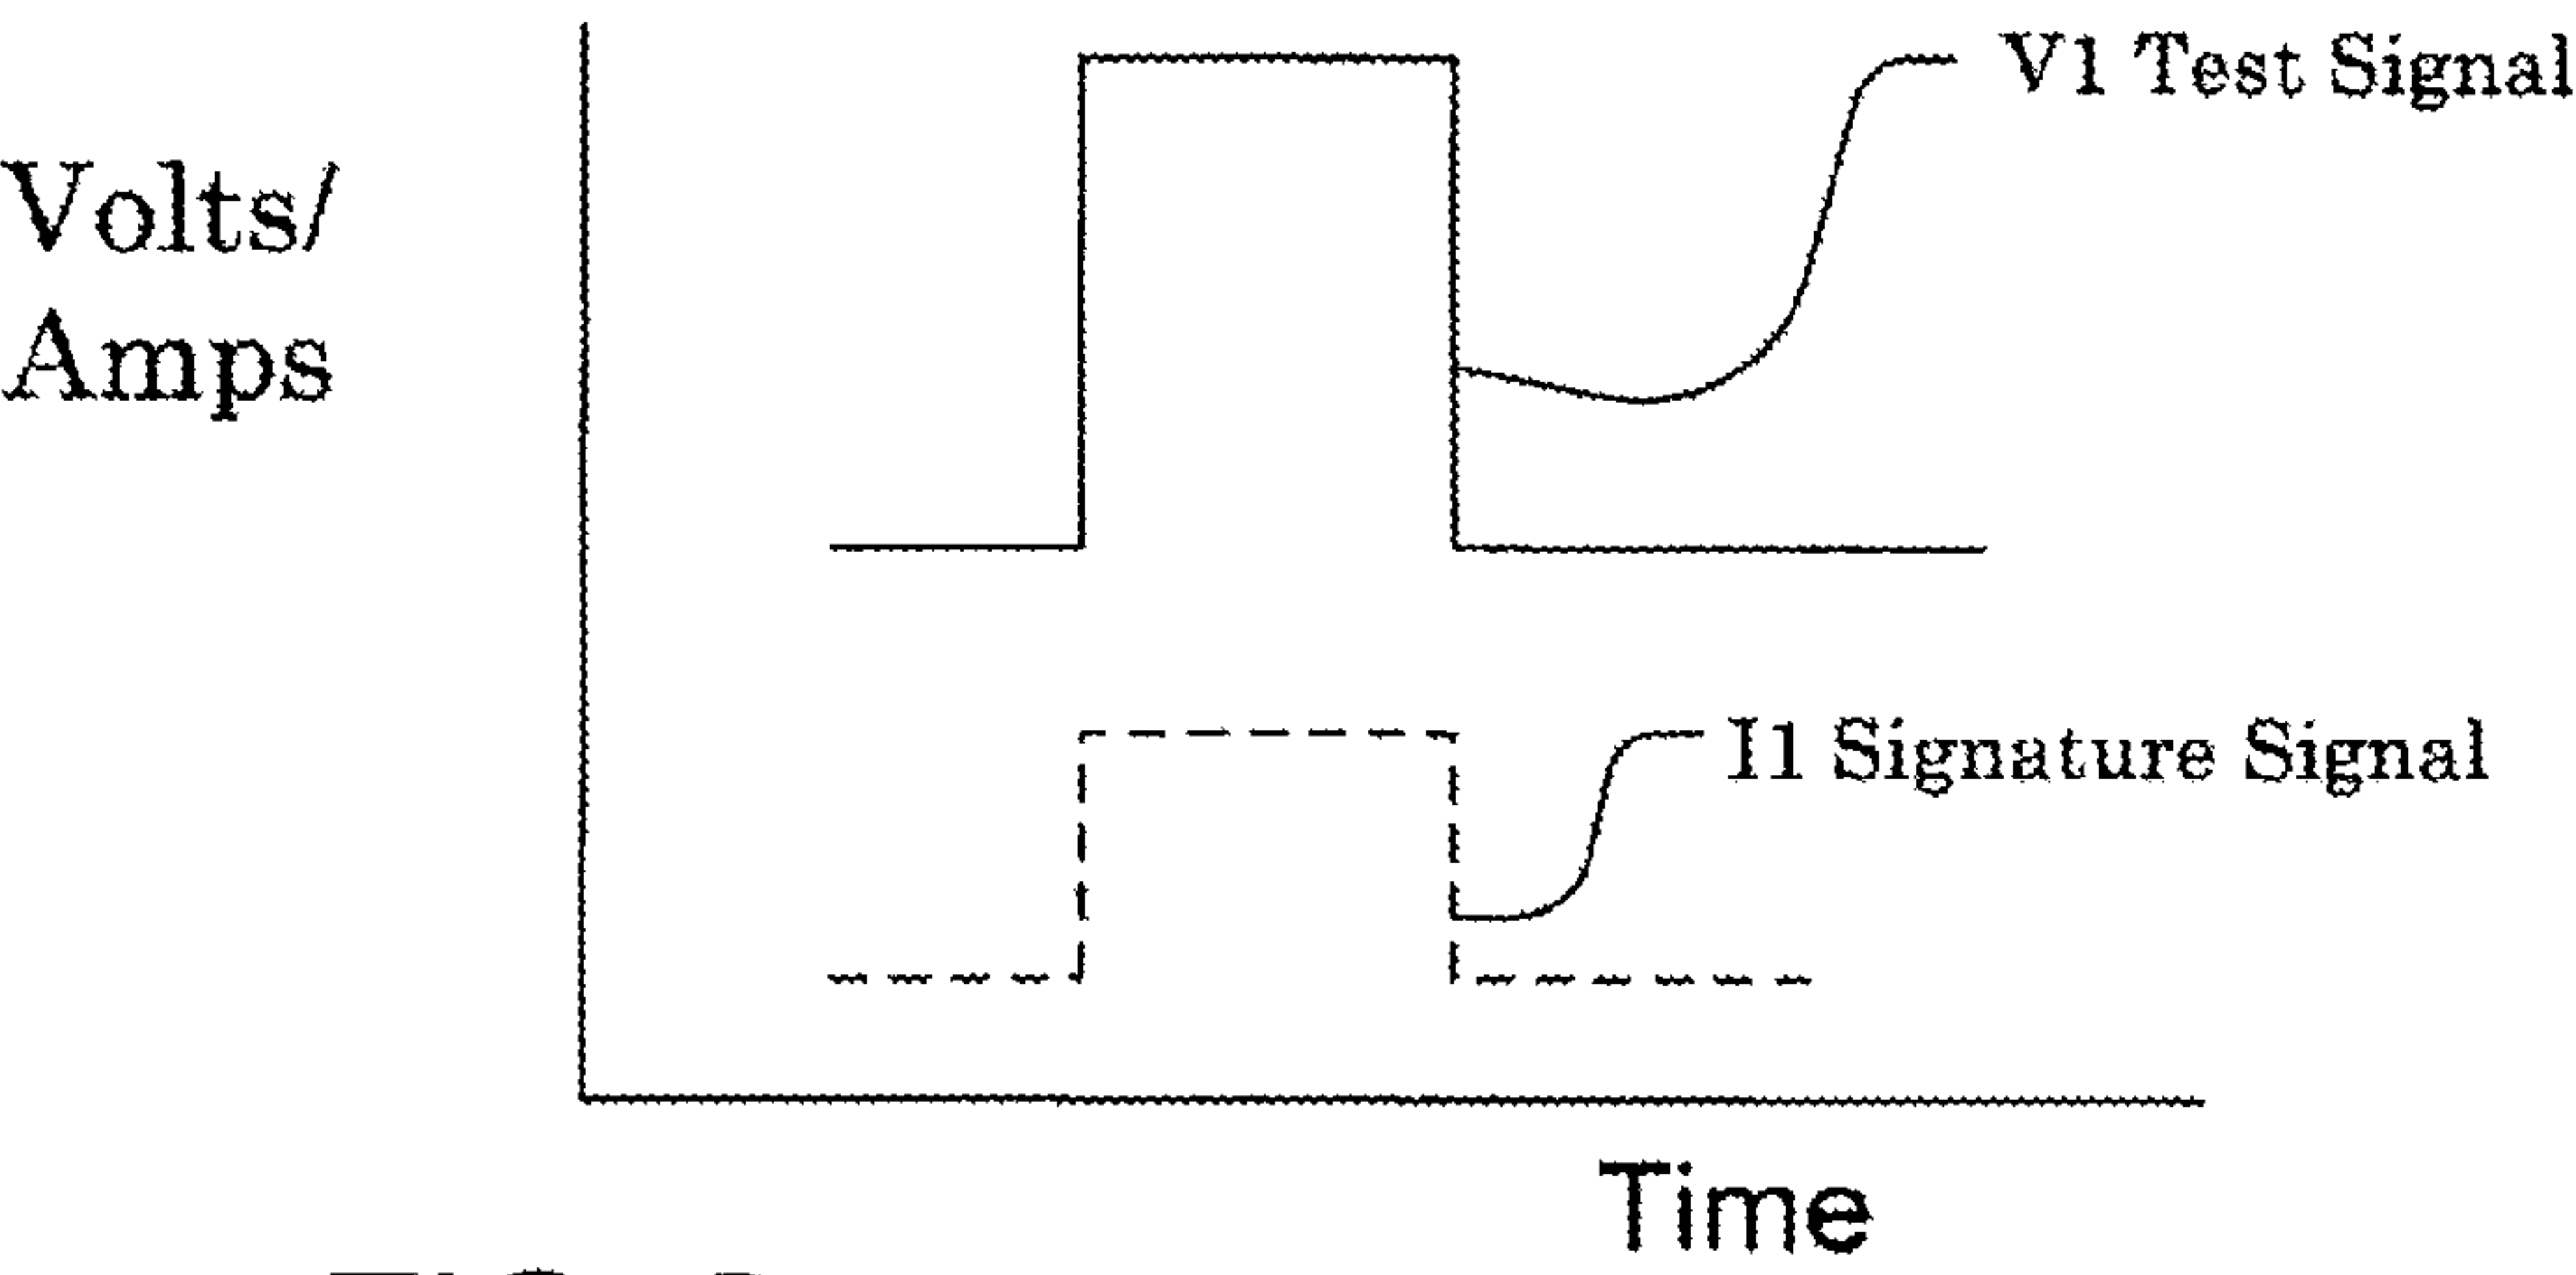 V1 Test Signal
Volts/
Amps
I1 Signature Signal
Time